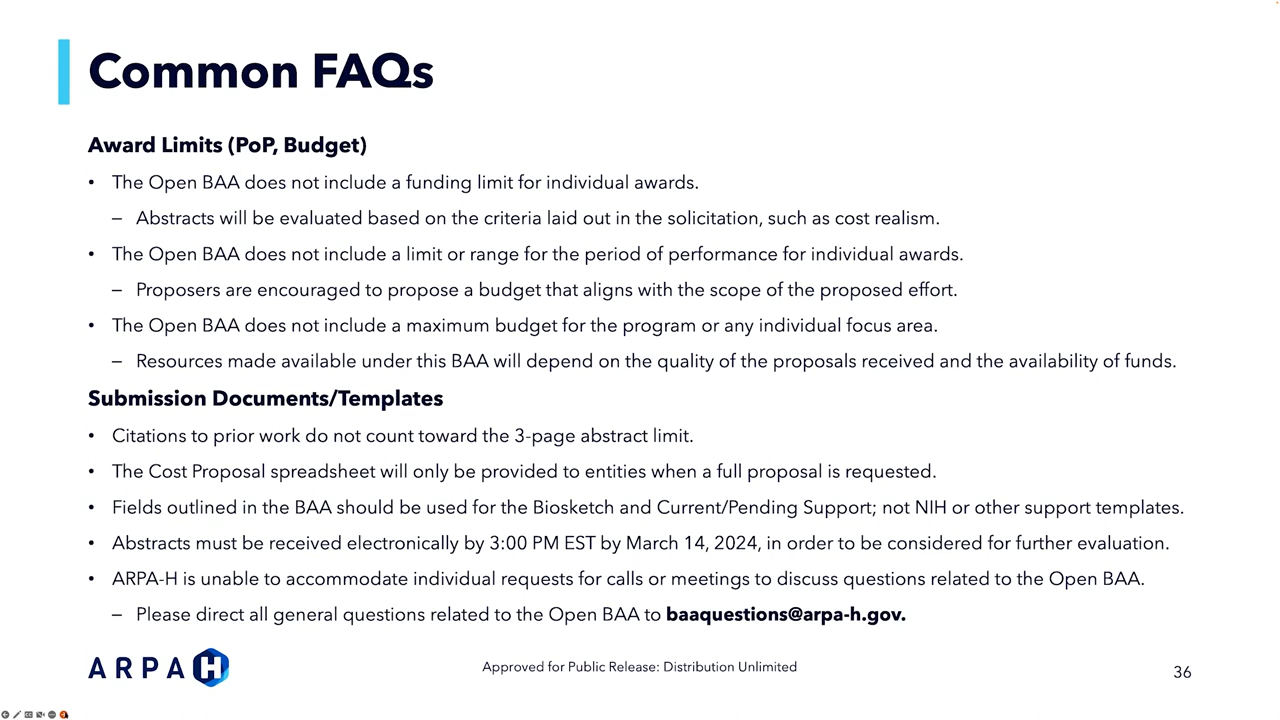 Common FAQs
Award Limits (PoP, Budget)
• The Open BAA does not include a funding limit for individual awards.
– Abstracts will be evaluated based on the criteria laid out in the solicitation, such as cost realism.
• The Open BAA does not include a limit or range for the period of performance for individual awards.
– Proposers are encouraged to propose a budget that aligns with the scope of the proposed effort.
• The Open BAA does not include a maximum budget for the program or any individual focus area.
– Resources made available under this BAA will depend on the quality of the proposals received and the availability of funds.
Submission Documents/Templates
• Citations to prior work do not count toward the 3-page abstract limit.
• The Cost Proposal spreadsheet will only be provided to entities when a full proposal is requested.
• Fields outlined in the BAA should be used for the Biosketch and Current/Pending Support; not NIH or other support templates.
• Abstracts must be received electronically by 3:00 PM EST by March 14, 2024, in order to be considered for further evaluation.
• ARPA-H is unable to accommodate individual requests for calls or meetings to discuss questions related to the Open BAA.
– Please direct all general questions related to the Open BAA to baaquestions@arpa-h.gov.
ARPA H
Approved for Public Release: Distribution Unlimited
36